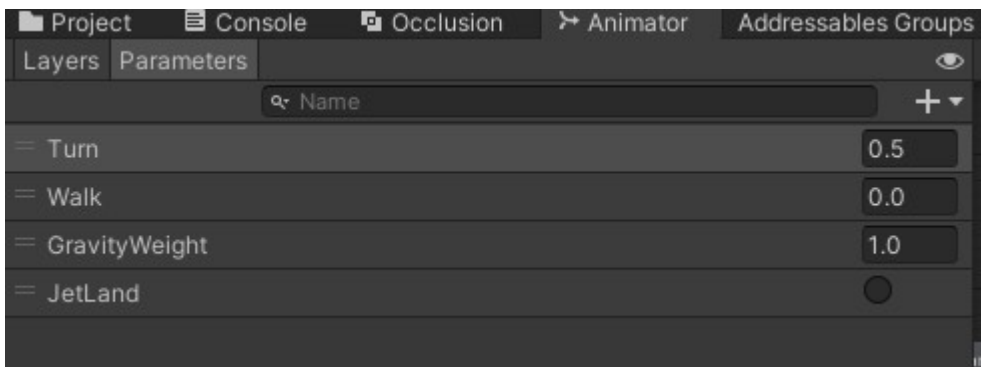 Project Console Occlusion Animator Addressables Groups
Layers Parameters
Name
Turn 0.5
Walk 0.0
GravityWeight 1.0
JetLand